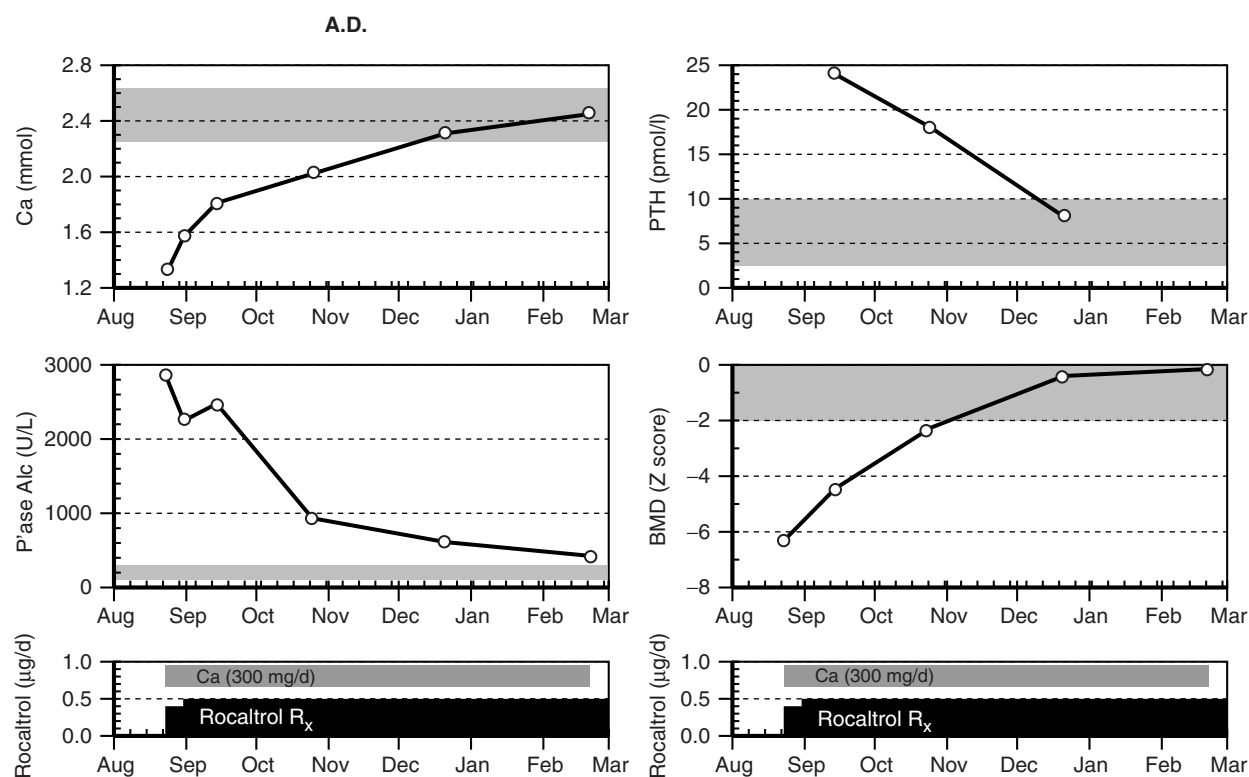 A.D.
Ca (mmol)
2.8
2.4
2.0
1.6
1.2
Aug Sep Oct Nov Dec Jan Feb Mar
PTH (pmol/l)
25
20
15
10
5
0
Aug Sep Oct Nov Dec Jan Feb Mar
P'ase Alc (U/L)
3000
2000
1000
0
Aug Sep Oct Nov Dec Jan Feb Mar
BMD (Z score)
0
−2
−4
−6
−8
Aug Sep Oct Nov Dec Jan Feb Mar
Rocaltrol (µg/d)
1.0
0.5
0.0
Ca (300 mg/d)
Rocaltrol Rx
Aug Sep Oct Nov Dec Jan Feb Mar
Rocaltrol (µg/d)
1.0
0.5
0.0
Ca (300 mg/d)
Rocaltrol Rx
Aug Sep Oct Nov Dec Jan Feb Mar